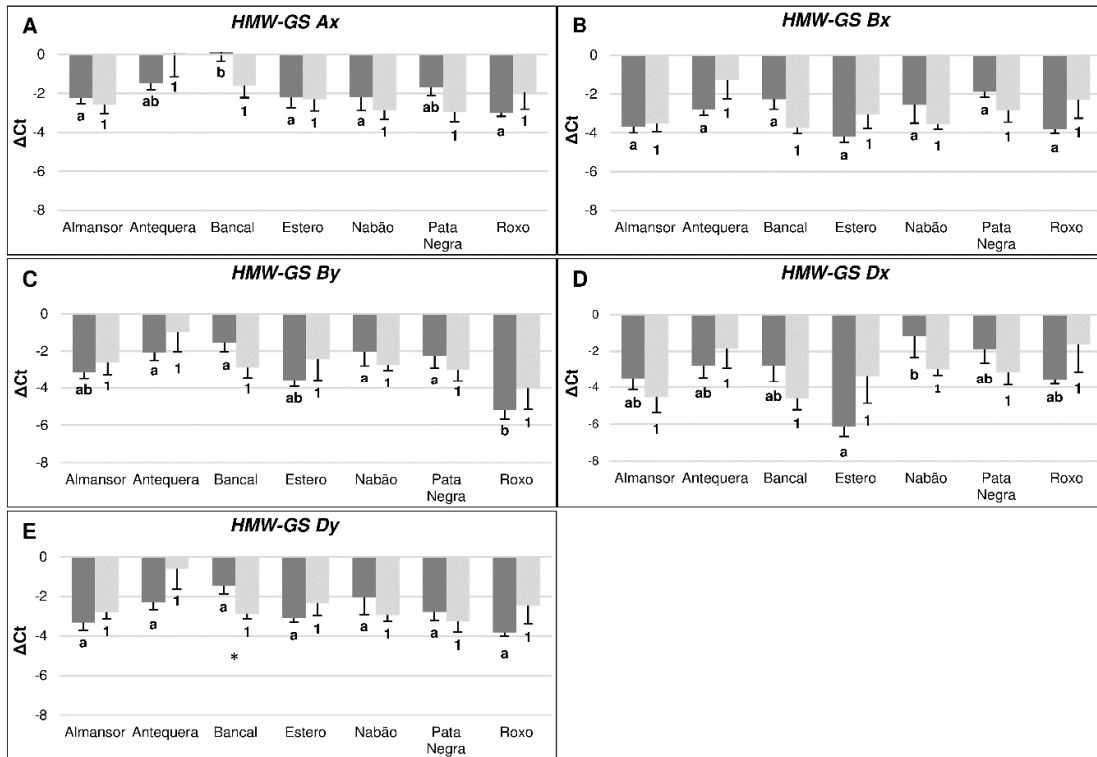 A
HMW-GS Ax
0
-2
-4
-6
-8
ΔCt
a 1 ab 1 b 1 a 1 a 1 ab 1 a 1
Almansor Antequera Bancal Estero Nabão Pata Negra Roxo
B
HMW-GS Bx
0
-2
-4
-6
-8
ΔCt
a 1 a 1 a 1 a 1 a 1 a 1 a 1
Almansor Antequera Bancal Estero Nabão Pata Negra Roxo
C
HMW-GS By
0
-2
-4
-6
-8
ΔCt
ab 1 a 1 a 1 ab 1 a 1 a 1 b 1
Almansor Antequera Bancal Estero Nabão Pata Negra Roxo
D
HMW-GS Dx
0
-2
-4
-6
-8
ΔCt
ab 1 ab 1 ab 1 a 1 b 1 ab 1 ab 1
Almansor Antequera Bancal Estero Nabão Pata Negra Roxo
E
HMW-GS Dy
0
-2
-4
-6
-8
ΔCt
a 1 a 1 a 1 a 1 a 1 a 1 a 1
*
Almansor Antequera Bancal Estero Nabão Pata Negra Roxo